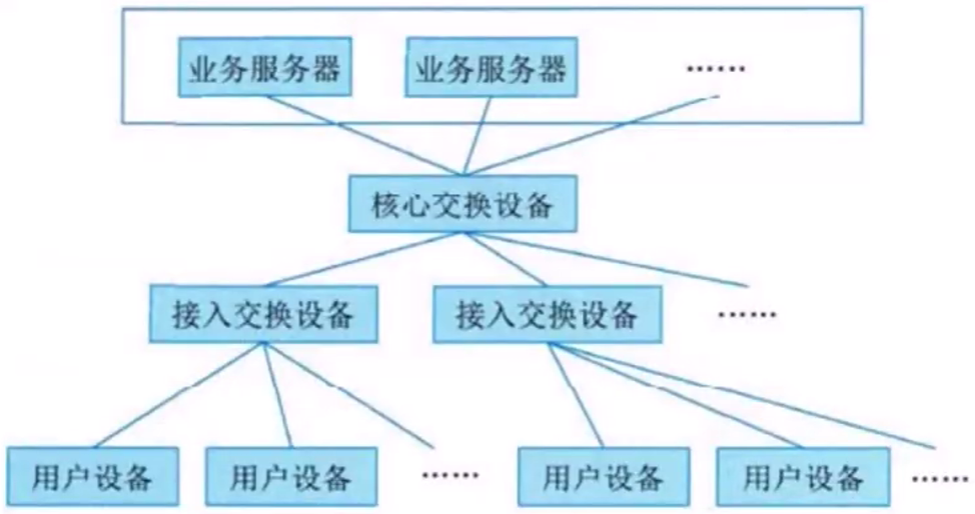 业务服务器 业务服务器 ……
核心交换设备
接入交换设备 接入交换设备 ……
用户设备 用户设备 …… 用户设备 用户设备 ……